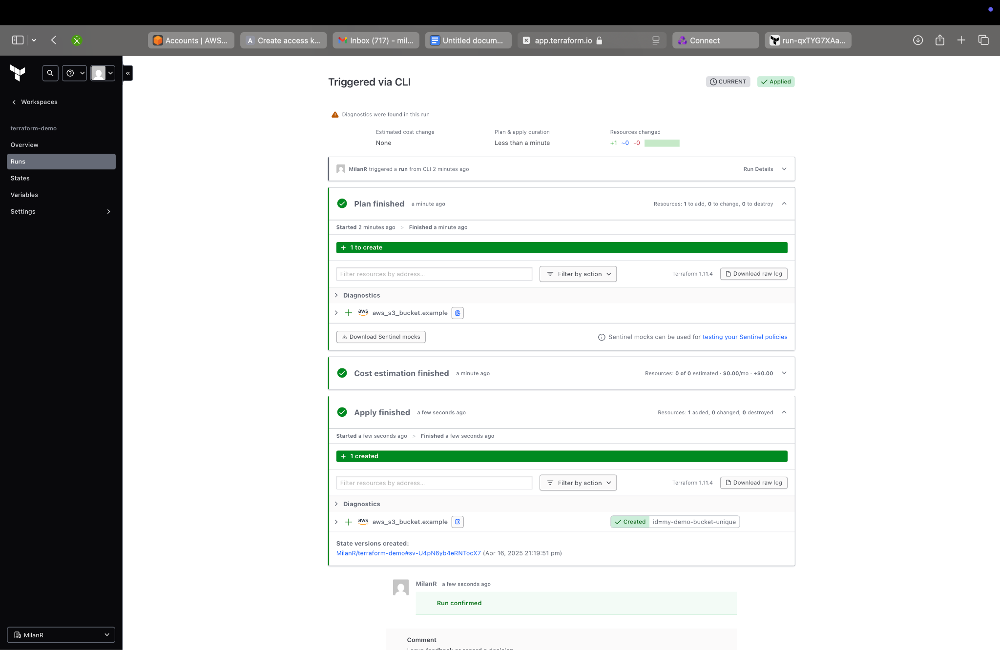 Accounts | AWS...
A Create access k...
Inbox (717) - mil...
Untitled docum...
app.terraform.io
Connect
run-qxTYG7XAa...
Workspaces
terraform-demo
Overview
Runs
States
Variables
Settings
MilanR
Triggered via CLI
CURRENT
Applied
Diagnostics were found in this run
Estimated cost change
None
Plan & apply duration
Less than a minute
Resources changed
+1 ~0 -0
MilanR triggered a run from CLI 2 minutes ago
Run Details
Plan finished a minute ago
Resources: 1 to add, 0 to change, 0 to destroy
Started 2 minutes ago > Finished a minute ago
+ 1 to create
Filter resources by address...
Filter by action
Terraform 1.11.4
Download raw log
Diagnostics
+ aws aws_s3_bucket.example
Download Sentinel mocks
Sentinel mocks can be used for testing your Sentinel policies
Cost estimation finished a minute ago
Resources: 0 of 0 estimated · $0.00/mo · +$0.00
Apply finished a few seconds ago
Resources: 1 added, 0 changed, 0 destroyed
Started a few seconds ago > Finished a few seconds ago
+ 1 created
Filter resources by address...
Filter by action
Terraform 1.11.4
Download raw log
Diagnostics
+ aws aws_s3_bucket.example
Created id=my-demo-bucket-unique
State versions created:
MilanR/terraform-demo#sv-U4pN6yb4eRNTocX7 (Apr 16, 2025 21:19:51 pm)
MilanR a few seconds ago
Run confirmed
Comment
Leave feedback or record a decision